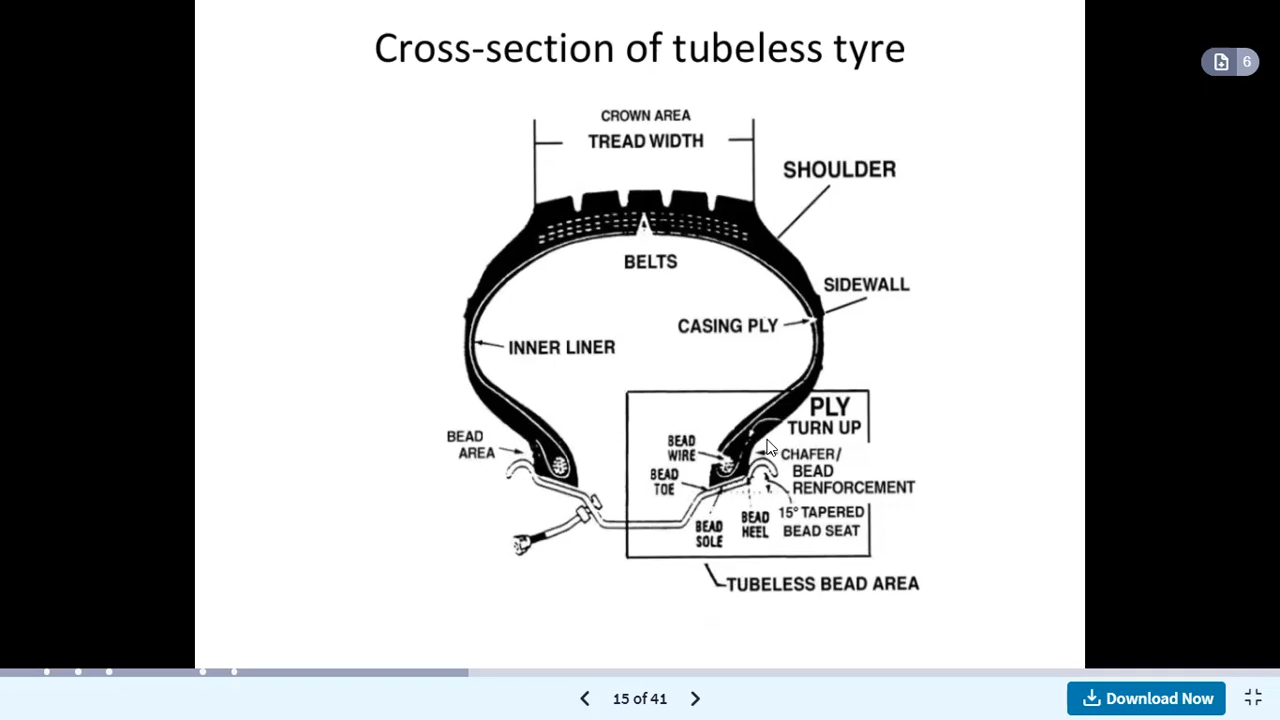 Cross-section of tubeless tyre
6
CROWN AREA
TREAD WIDTH
SHOULDER
BELTS
SIDEWALL
CASING PLY
INNER LINER
PLY
TURN UP
BEAD
AREA
BEAD
WIRE
CHAFER/
BEAD
RENFORCEMENT
BEAD
TOE
15° TAPERED
BEAD SEAT
BEAD
SOLE
BEAD
HEEL
TUBELESS BEAD AREA
15 of 41
Download Now